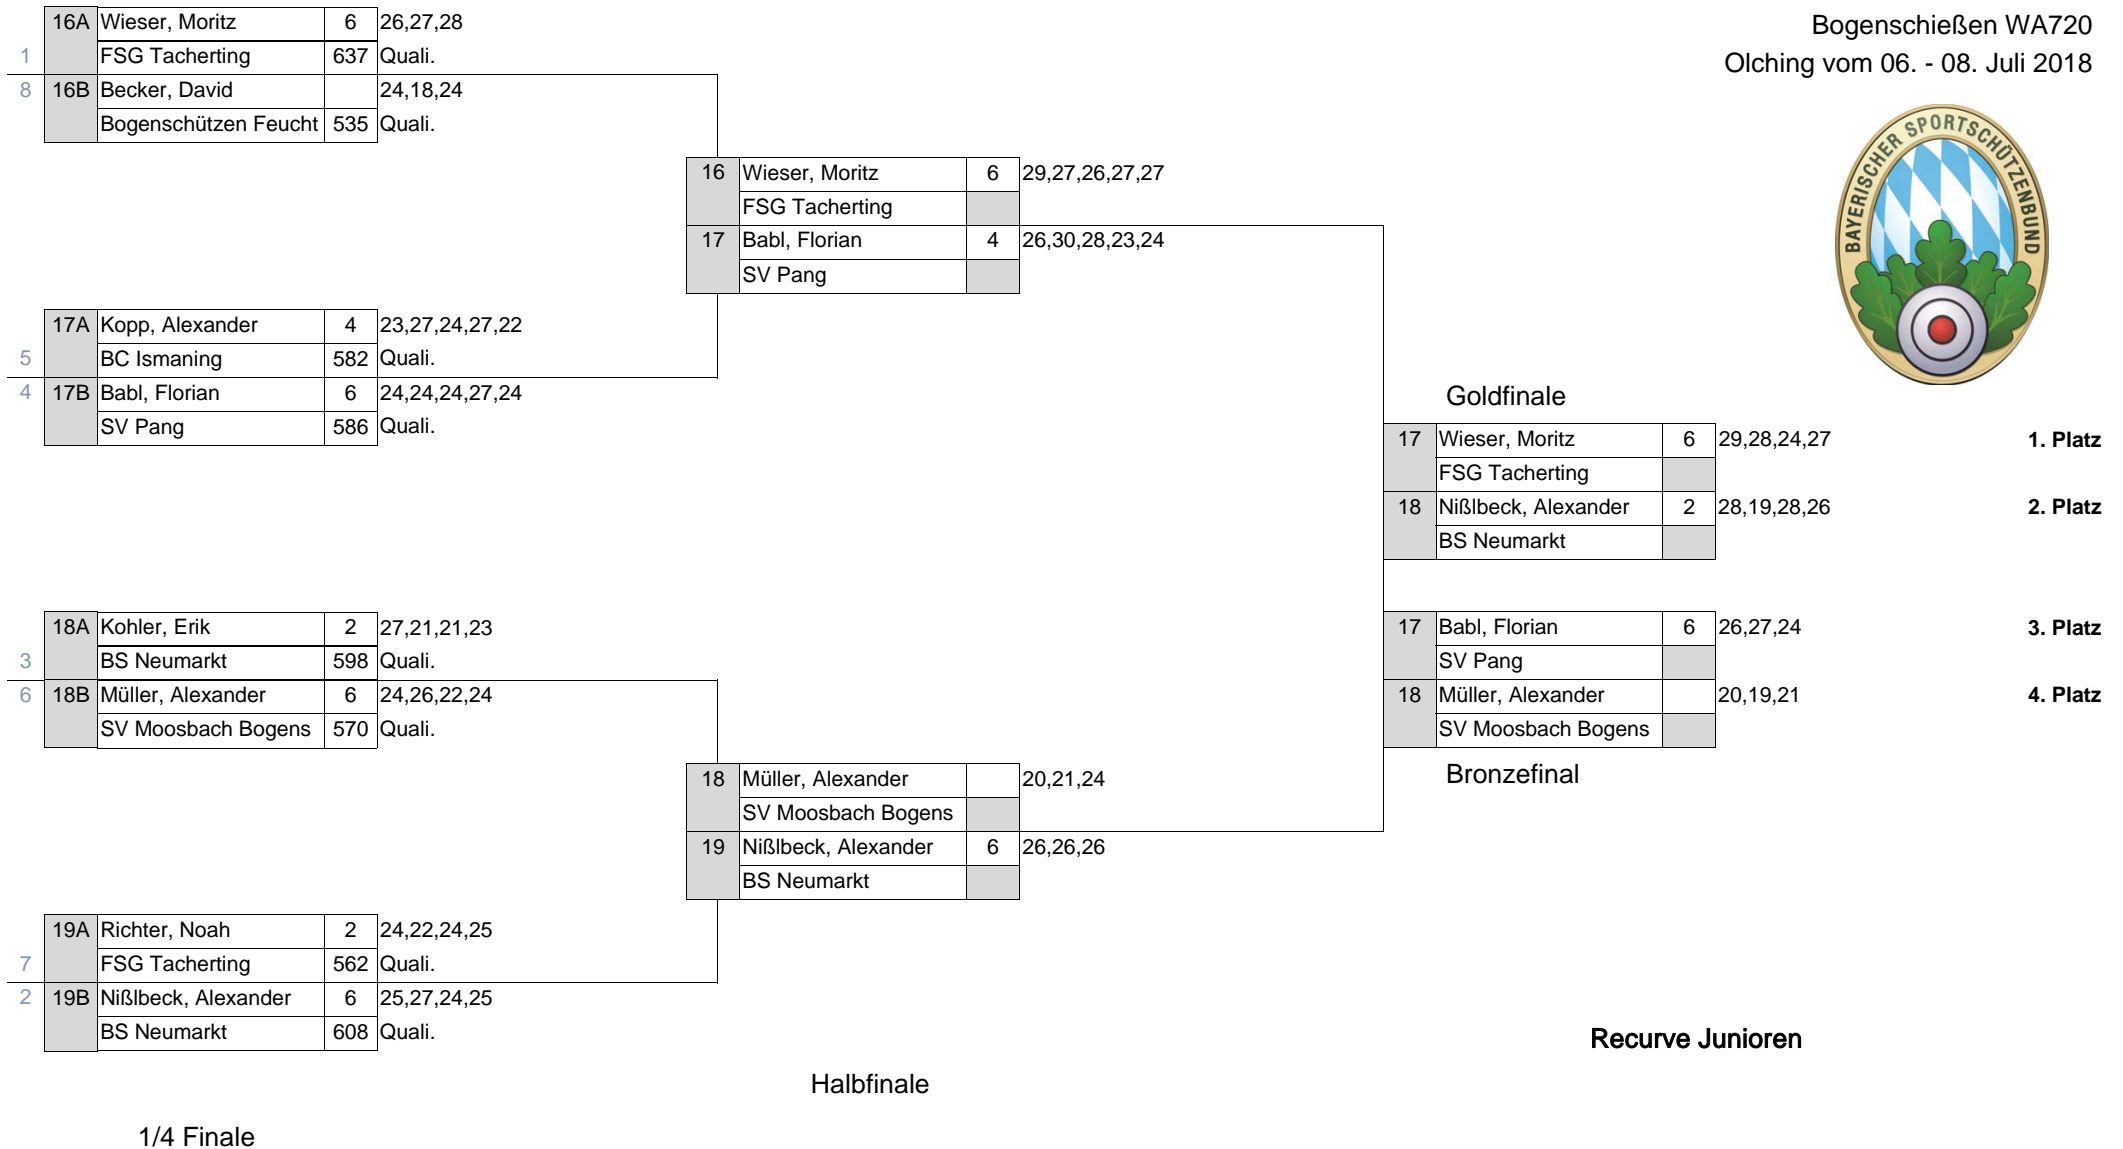 Bogenschießen WA720
Olching vom 06. - 08. Juli 2018
BAYERISCHER SPORTSCHÜTZENBUND
16A Wieser, Moritz 6 26,27,28
1 FSG Tacherting 637 Quali.
8 16B Becker, David 24,18,24
Bogenschützen Feucht 535 Quali.
17A Kopp, Alexander 4 23,27,24,27,22
5 BC Ismaning 582 Quali.
4 17B Babl, Florian 6 24,24,24,27,24
SV Pang 586 Quali.
18A Kohler, Erik 2 27,21,21,23
3 BS Neumarkt 598 Quali.
6 18B Müller, Alexander 6 24,26,22,24
SV Moosbach Bogens 570 Quali.
19A Richter, Noah 2 24,22,24,25
7 FSG Tacherting 562 Quali.
2 19B Nißlbeck, Alexander 6 25,27,24,25
BS Neumarkt 608 Quali.
1/4 Finale
16 Wieser, Moritz 6 29,27,26,27,27
FSG Tacherting
17 Babl, Florian 4 26,30,28,23,24
SV Pang
18 Müller, Alexander 20,21,24
SV Moosbach Bogens
19 Nißlbeck, Alexander 6 26,26,26
BS Neumarkt
Halbfinale
Goldfinale
17 Wieser, Moritz 6 29,28,24,27 1. Platz
FSG Tacherting
18 Nißlbeck, Alexander 2 28,19,28,26 2. Platz
BS Neumarkt
17 Babl, Florian 6 26,27,24 3. Platz
SV Pang
18 Müller, Alexander 20,19,21 4. Platz
SV Moosbach Bogens
Bronzefinal
Recurve Junioren